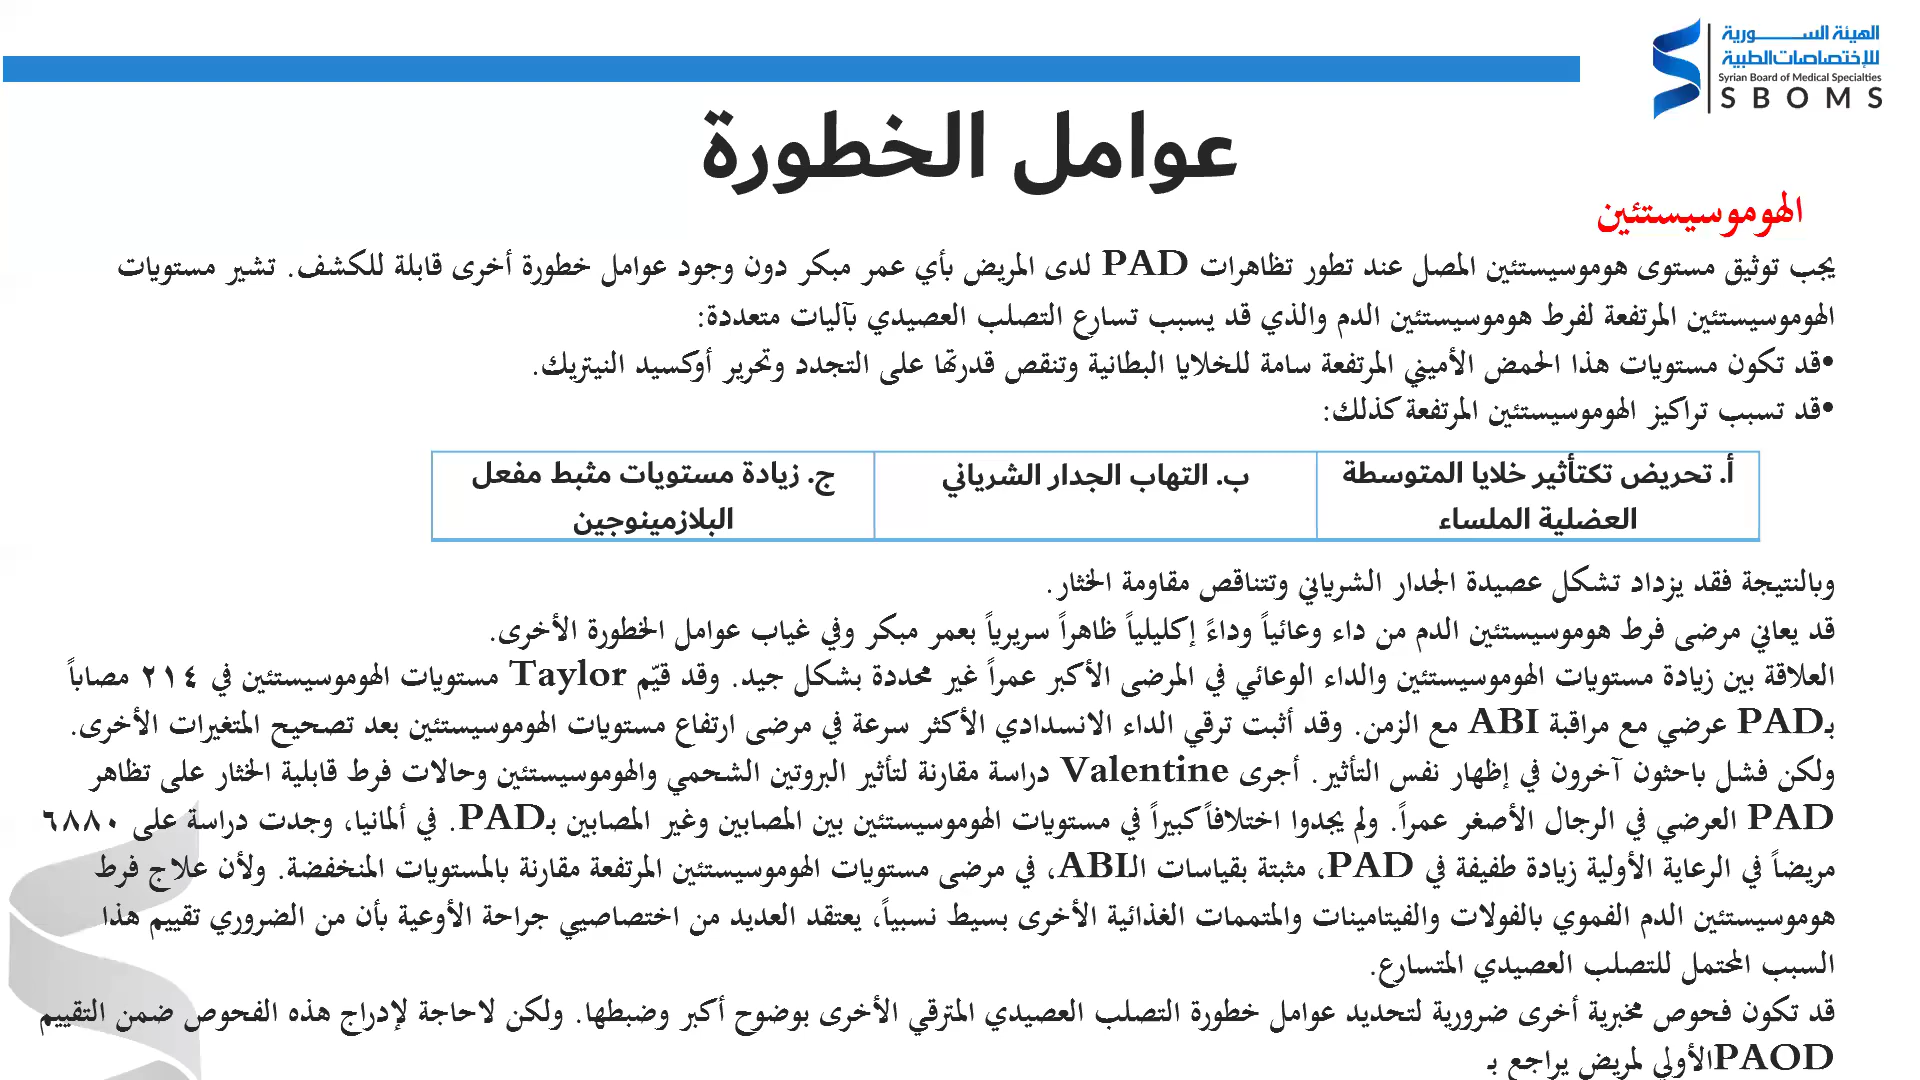 الهيئة السـورية
للإختصاصات الطبية
Syrian Board of Medical Specialties
SBOMS
عوامل الخطورة
الهوموسيستئين
يجب توثيق مستوى هوموسيستئين المصل عند تطور تظاهرات PAD لدى المريض بأي عمر مبكر دون وجود عوامل خطورة أخرى قابلة للكشف. تشير مستويات
الهوموسيستئين المرتفعة لفرط هوموسيستئين الدم والذي قد يسبب تسارع التصلب العصيدي بآليات متعددة:
•قد تكون مستويات هذا الحمض الأميني المرتفعة سامة للخلايا البطانية وتنقص قدرتها على التجدد وتحرير أوكسيد النيتريك.
•قد تسبب تراكيز الهوموسيستئين المرتفعة كذلك:
أ. تحريض تكتأثير خلايا المتوسطة
العضلية الملساء
ب. التهاب الجدار الشرياني
ج. زيادة مستويات مثبط مفعل
البلازمينوجين
وبالنتيجة فقد يزداد تشكل عصيدة الجدار الشرياني وتتناقص مقاومة الخثار.
قد يعاني مرضى فرط هوموسيستئين الدم من داء وعائياً وداءً إكليلياً ظاهراً سريرياً بعمر مبكر وفي غياب عوامل الخطورة الأخرى.
العلاقة بين زيادة مستويات الهوموسيستئين والداء الوعائي في المرضى الأكبر عمراً غير محددة بشكل جيد. وقد قيّم Taylor مستويات الهوموسيستئين في ٢١٤ مصاباً
بـPAD عرضي مع مراقبة ABI مع الزمن. وقد أثبت ترقي الداء الانسدادي الأكثر سرعة في مرضى ارتفاع مستويات الهوموسيستئين بعد تصحيح المتغيرات الأخرى.
ولكن فشل باحثون آخرون في إظهار نفس التأثير. أجرى Valentine دراسة مقارنة لتأثير البروتين الشحمي والهوموسيستئين وحالات فرط قابلية الخثار على تظاهر
PAD العرضي في الرجال الأصغر عمراً. ولم يجدوا اختلافاً كبيراً في مستويات الهوموسيستئين بين المصابين وغير المصابين بـPAD. في ألمانيا، وجدت دراسة على ٦٨٨٠
مريضاً في الرعاية الأولية زيادة طفيفة في PAD، مثبتة بقياسات الـABI، في مرضى مستويات الهوموسيستئين المرتفعة مقارنة بالمستويات المنخفضة. ولأن علاج فرط
هوموسيستئين الدم الفموي بالفولات والفيتامينات والمتممات الغذائية الأخرى بسيط نسبياً، يعتقد العديد من اختصاصيي جراحة الأوعية بأن من الضروري تقييم هذا
السبب المحتمل للتصلب العصيدي المتسارع.
قد تكون فحوص مخبرية أخرى ضرورية لتحديد عوامل خطورة التصلب العصيدي المترقي الأخرى بوضوح أكبر وضبطها. ولكن لاحاجة لإدراج هذه الفحوص ضمن التقييم
PAODالأولي لمريض يراجع بـ